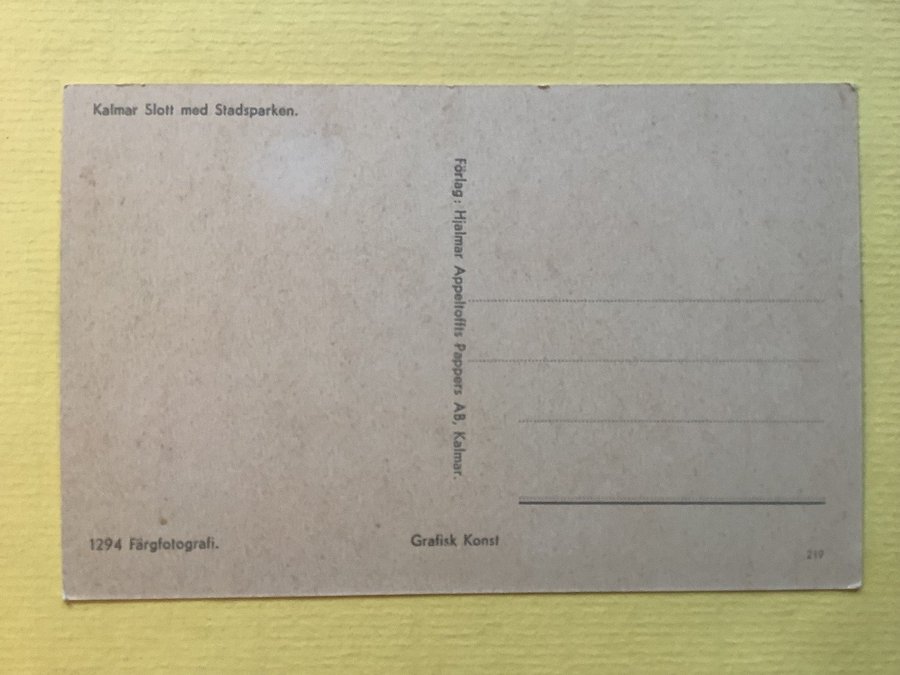 Kalmar Slott med Stadsparken.
Förlag: Hjalmar Appeltoffts Pappers AB, Kalmar.
1294 Färgfotografi.
Grafisk Konst
219